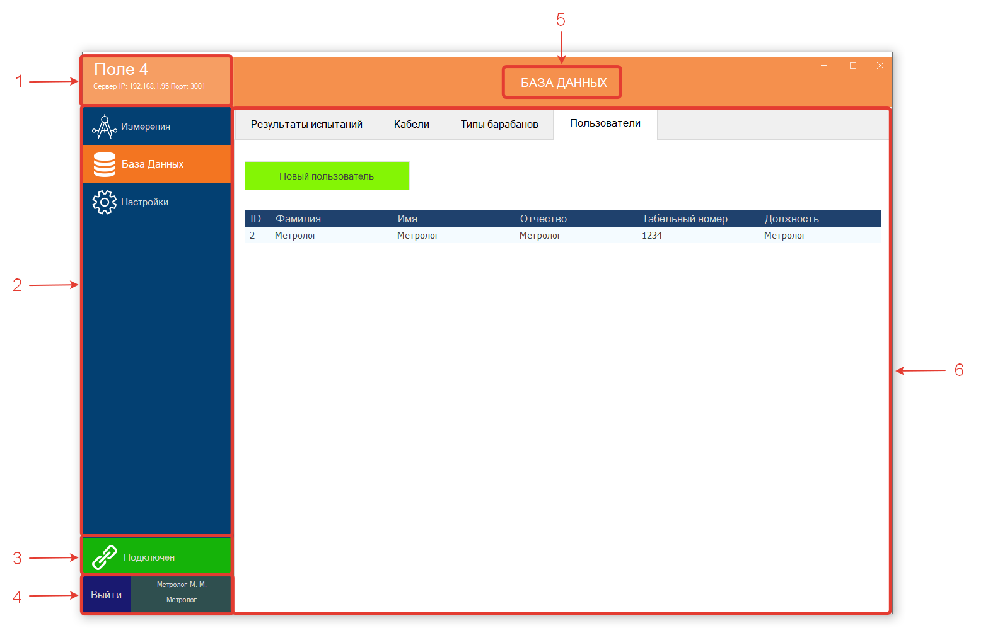 5
1
Поле 4
Сервер IP: 192.168.1.95 Порт: 3001
БАЗА ДАННЫХ
Измерения
База Данных
Настройки
Результаты испытаний
Кабели
Типы барабанов
Пользователи
Новый пользователь
ID Фамилия Имя Отчество Табельный номер Должность
2 Метролог Метролог Метролог 1234 Метролог
2
6
3
Подключен
4
Выйти
Метролог М. М.
Метролог